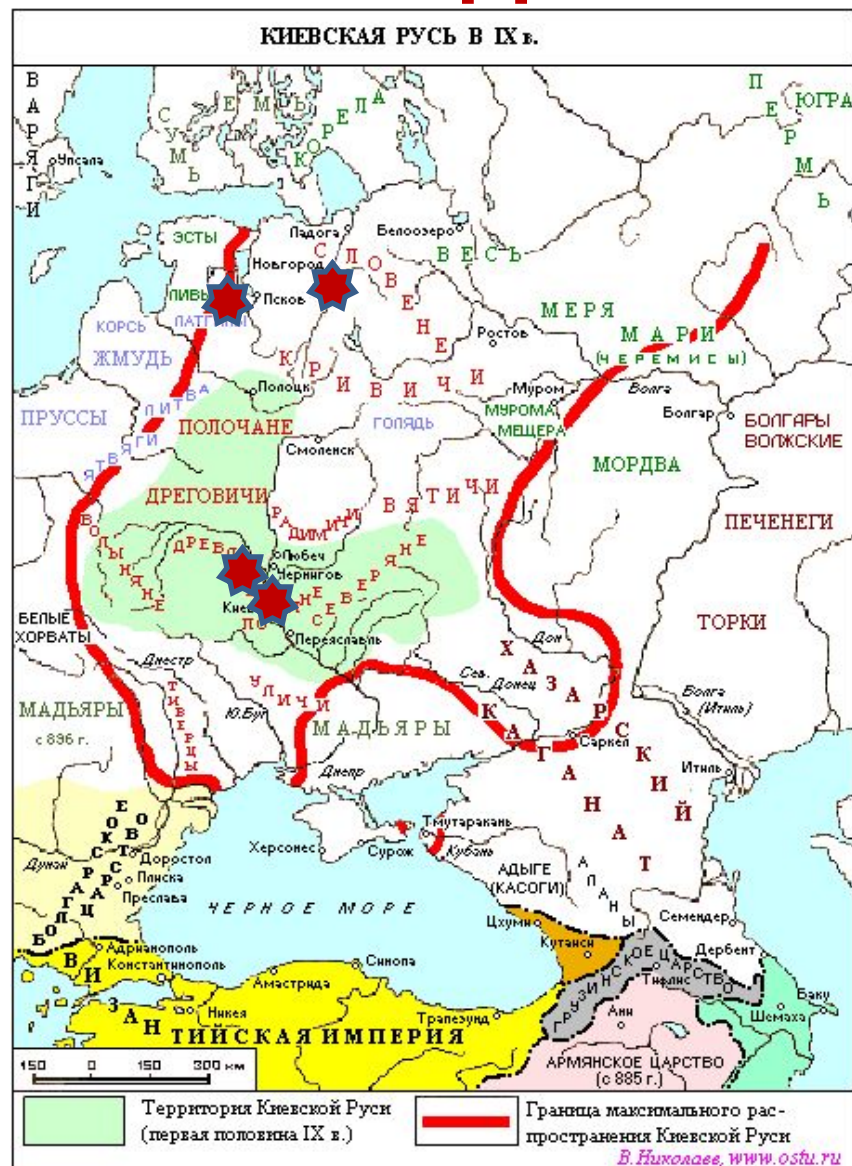 КИЕВСКАЯ РУСЬ В IX в.
ВАРЯГИ
СУМЬ
ЕМЬ
КОРЕЛА
ПЕРМЬ
ЮГРА
Упсала
ЭСТЫ
Ладога
Белоозеро
ВЕСЬ
Новгород
СЛОВЕНЕ
ЛИВЫ
Псков
МЕРЯ
КОРСЬ
ЛАТГАЛЫ
Ростов
МАРИ
(ЧЕРЕМИСЫ)
ЖМУДЬ
КРИВИЧИ
Полоцк
Муром
Волга
ЛИТВА
МУРОМА
Болгар
ПРУССЫ
ПОЛОЧАНЕ
ГОЛЯДЬ
МЕЩЕРА
БОЛГАРЫ
ВОЛЖСКИЕ
ЯТВЯГИ
Смоленск
МОРДВА
ДРЕГОВИЧИ
ВЯТИЧИ
РАДИМИЧИ
ПЕЧЕНЕГИ
ВОЛЫНЯНЕ
ДРЕВЛ
Любеч
Чернигов
СЕВЕРЯНЕ
Кие
ПО
НЕ
БЕЛЫЕ
ХОРВАТЫ
Переяславль
Дон
ТОРКИ
Днестр
ХАЗАРСКИЙ
Сев.
Донец
УЛИЧИ
Волга
(Итиль)
МАДЬЯРЫ
с 896 г.
ТИВЕРЦЫ
Ю.Буг
МАДЬЯРЫ
КАГАНАТ
Саркел
Днепр
Итиль
БОЛГАРСКОЕ
ЦАРСТВО
Тмутаракань
Херсонес
Сурож
Кубань
Дунай
Доростол
Плиска
Преслава
АДЫГЕ
(КАСОГИ)
АЛАНЫ
ЧЕРНОЕ МОРЕ
Цхуми
Семендер
Адрианополь
Константинополь
Синопа
Кутаиси
Дербент
Амастрида
ГРУЗИНСКОЕ ЦАРСТВО
Тифлис
Баку
Никея
Трапезунд
Ани
Шемаха
ВИЗАНТИЙСКАЯ ИМПЕРИЯ
АРМЯНСКОЕ ЦАРСТВО
(с 885 г.)
150 0 150 300 км
Территория Киевской Руси
(первая половина IX в.)
Граница максимального рас-
пространения Киевской Руси
В.Николаев, www.ostu.ru